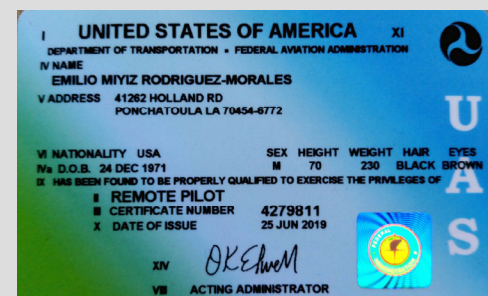 I UNITED STATES OF AMERICA XI
DEPARTMENT OF TRANSPORTATION • FEDERAL AVIATION ADMINISTRATION
IV NAME
EMILIO MIYIZ RODRIGUEZ-MORALES
V ADDRESS 41262 HOLLAND RD
PONCHATOULA LA 70454-6772
VI NATIONALITY USA SEX HEIGHT WEIGHT HAIR EYES
IVa D.O.B. 24 DEC 1971 M 70 230 BLACK BROWN
IX HAS BEEN FOUND TO BE PROPERLY QUALIFIED TO EXERCISE THE PRIVILEGES OF
II REMOTE PILOT
III CERTIFICATE NUMBER 4279811
X DATE OF ISSUE 25 JUN 2019
XIV
VIII ACTING ADMINISTRATOR
UAS
FEDERAL